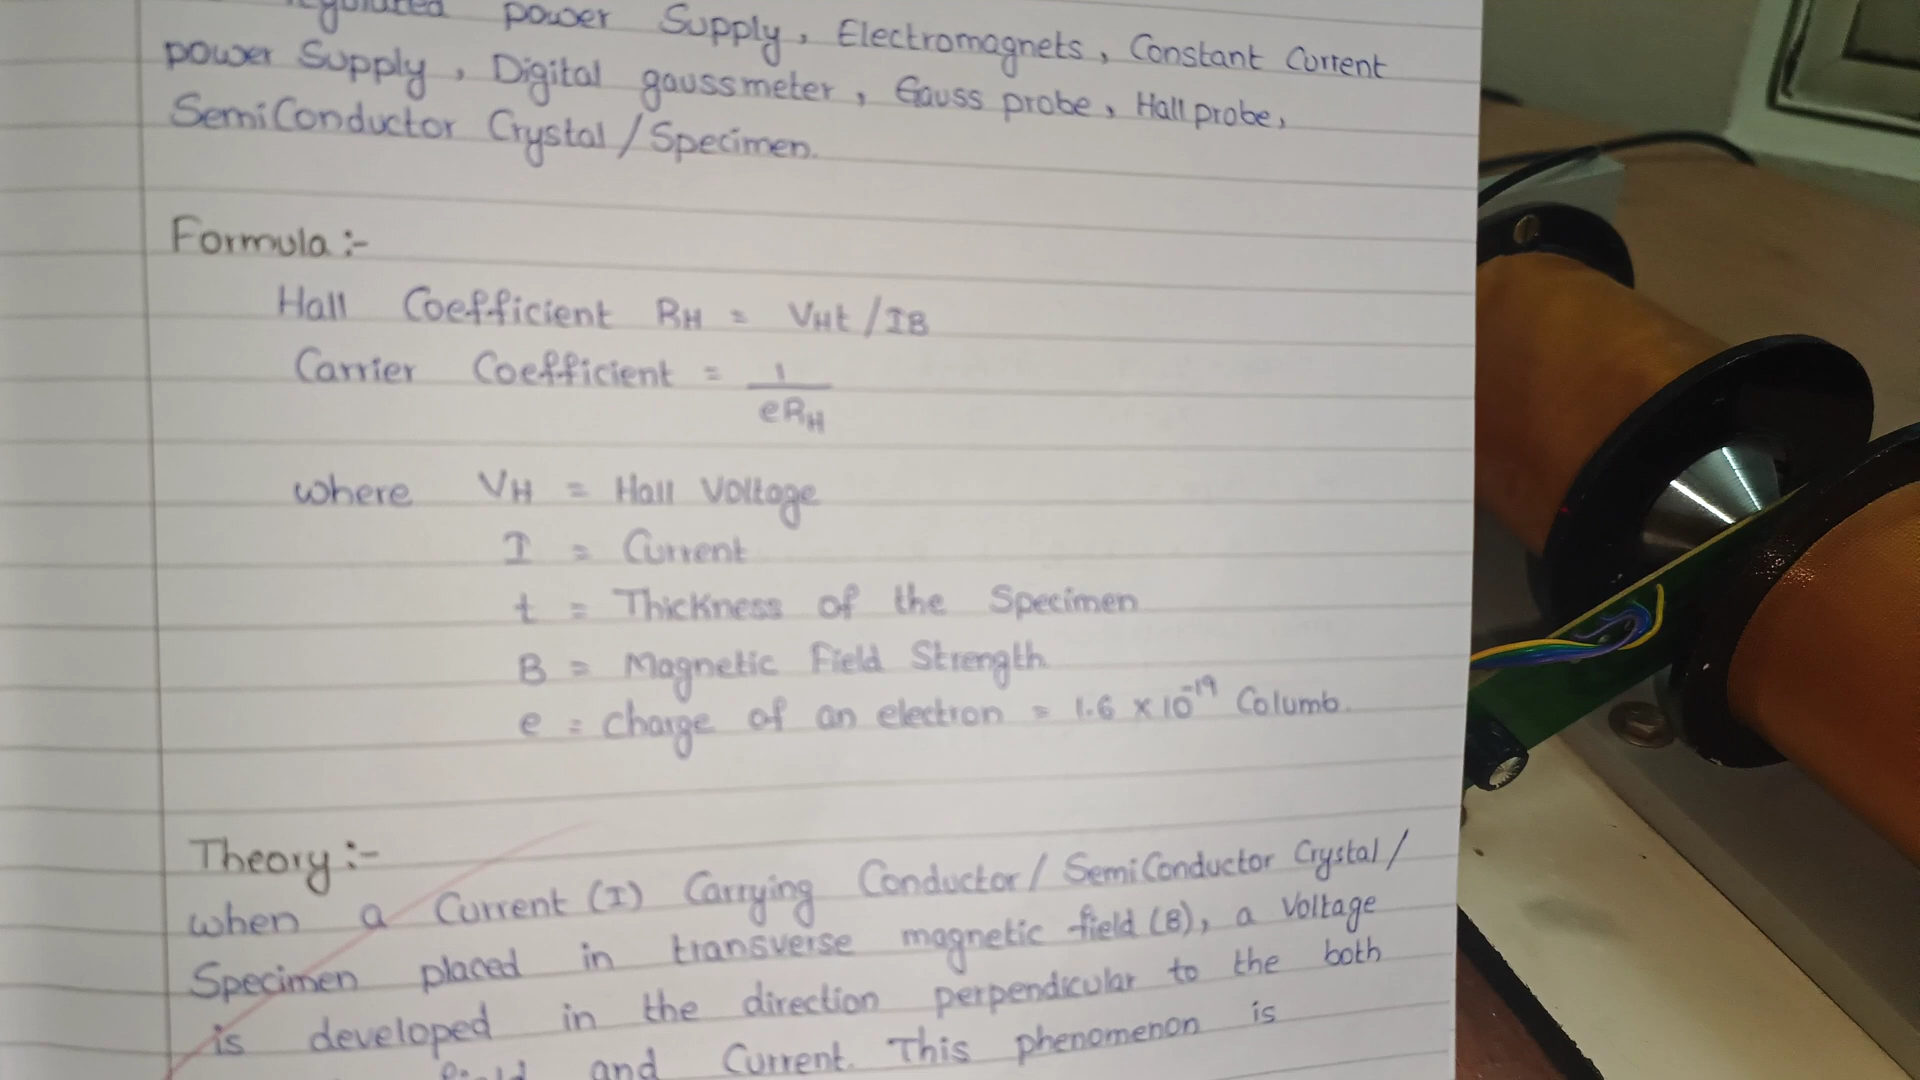 power Supply, Electromagnets, Constant Current
power Supply, Digital gaussmeter, Gauss probe, Hall probe,
SemiConductor Crystal/Specimen.
Formula :-
Hall Coefficient RH = VHt/IB
Carrier Coefficient = 1
eRH
where VH = Hall Voltage
I = Current
t = Thickness of the Specimen
B = Magnetic Field Strength
e = charge of an electron = 1.6 x 10⁻¹⁹ Columb.
Theory :-
when a Current (I) Carrying Conductor/SemiConductor Crystal/
Specimen placed in transverse magnetic field (B), a Voltage
is developed in the direction perpendicular to the both
and Current. This phenomenon is